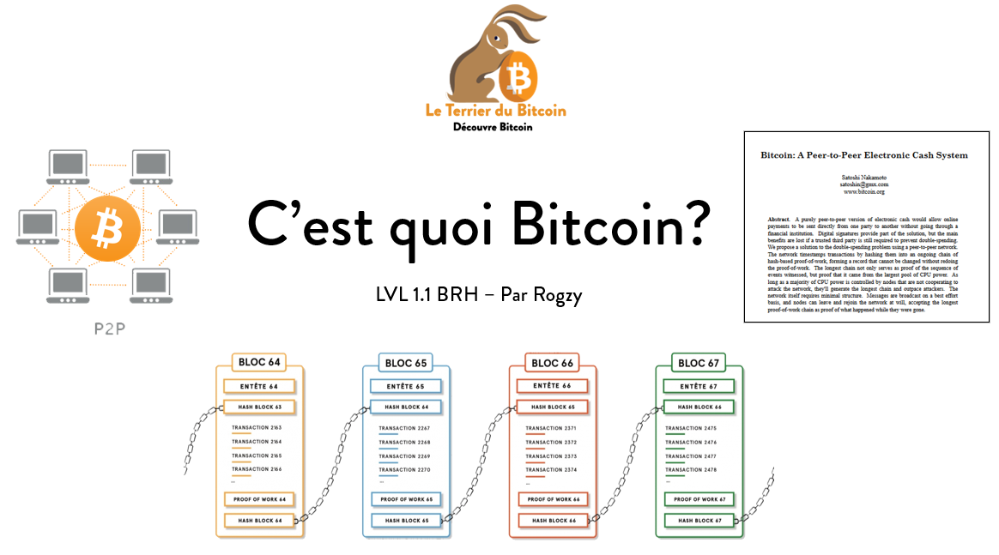 Le Terrier du Bitcoin
Découvre Bitcoin
P2P
C'est quoi Bitcoin?
LVL 1.1 BRH – Par Rogzy
Bitcoin: A Peer-to-Peer Electronic Cash System
Satoshi Nakamoto
satoshin@gmx.com
www.bitcoin.org
Abstract. A purely peer-to-peer version of electronic cash would allow online
payments to be sent directly from one party to another without going through a
financial institution. Digital signatures provide part of the solution, but the main
benefits are lost if a trusted third party is still required to prevent double-spending.
We propose a solution to the double-spending problem using a peer-to-peer network.
The network timestamps transactions by hashing them into an ongoing chain of
hash-based proof-of-work, forming a record that cannot be changed without redoing
the proof-of-work. The longest chain not only serves as proof of the sequence of
events witnessed, but proof that it came from the largest pool of CPU power. As
long as a majority of CPU power is controlled by nodes that are not cooperating to
attack the network, they'll generate the longest chain and outpace attackers. The
network itself requires minimal structure. Messages are broadcast on a best effort
basis, and nodes can leave and rejoin the network at will, accepting the longest
proof-of-work chain as proof of what happened while they were gone.
BLOC 64
ENTÊTE 64
HASH BLOCK 63
TRANSACTION 2163
TRANSACTION 2164
TRANSACTION 2165
TRANSACTION 2166
...
PROOF OF WORK 64
HASH BLOCK 64
BLOC 65
ENTÊTE 65
HASH BLOCK 64
TRANSACTION 2267
TRANSACTION 2268
TRANSACTION 2269
TRANSACTION 2270
...
PROOF OF WORK 65
HASH BLOCK 65
BLOC 66
ENTÊTE 66
HASH BLOCK 65
TRANSACTION 2371
TRANSACTION 2372
TRANSACTION 2373
TRANSACTION 2374
...
PROOF OF WORK 66
HASH BLOCK 66
BLOC 67
ENTÊTE 67
HASH BLOCK 66
TRANSACTION 2475
TRANSACTION 2476
TRANSACTION 2477
TRANSACTION 2478
...
PROOF OF WORK 67
HASH BLOCK 67